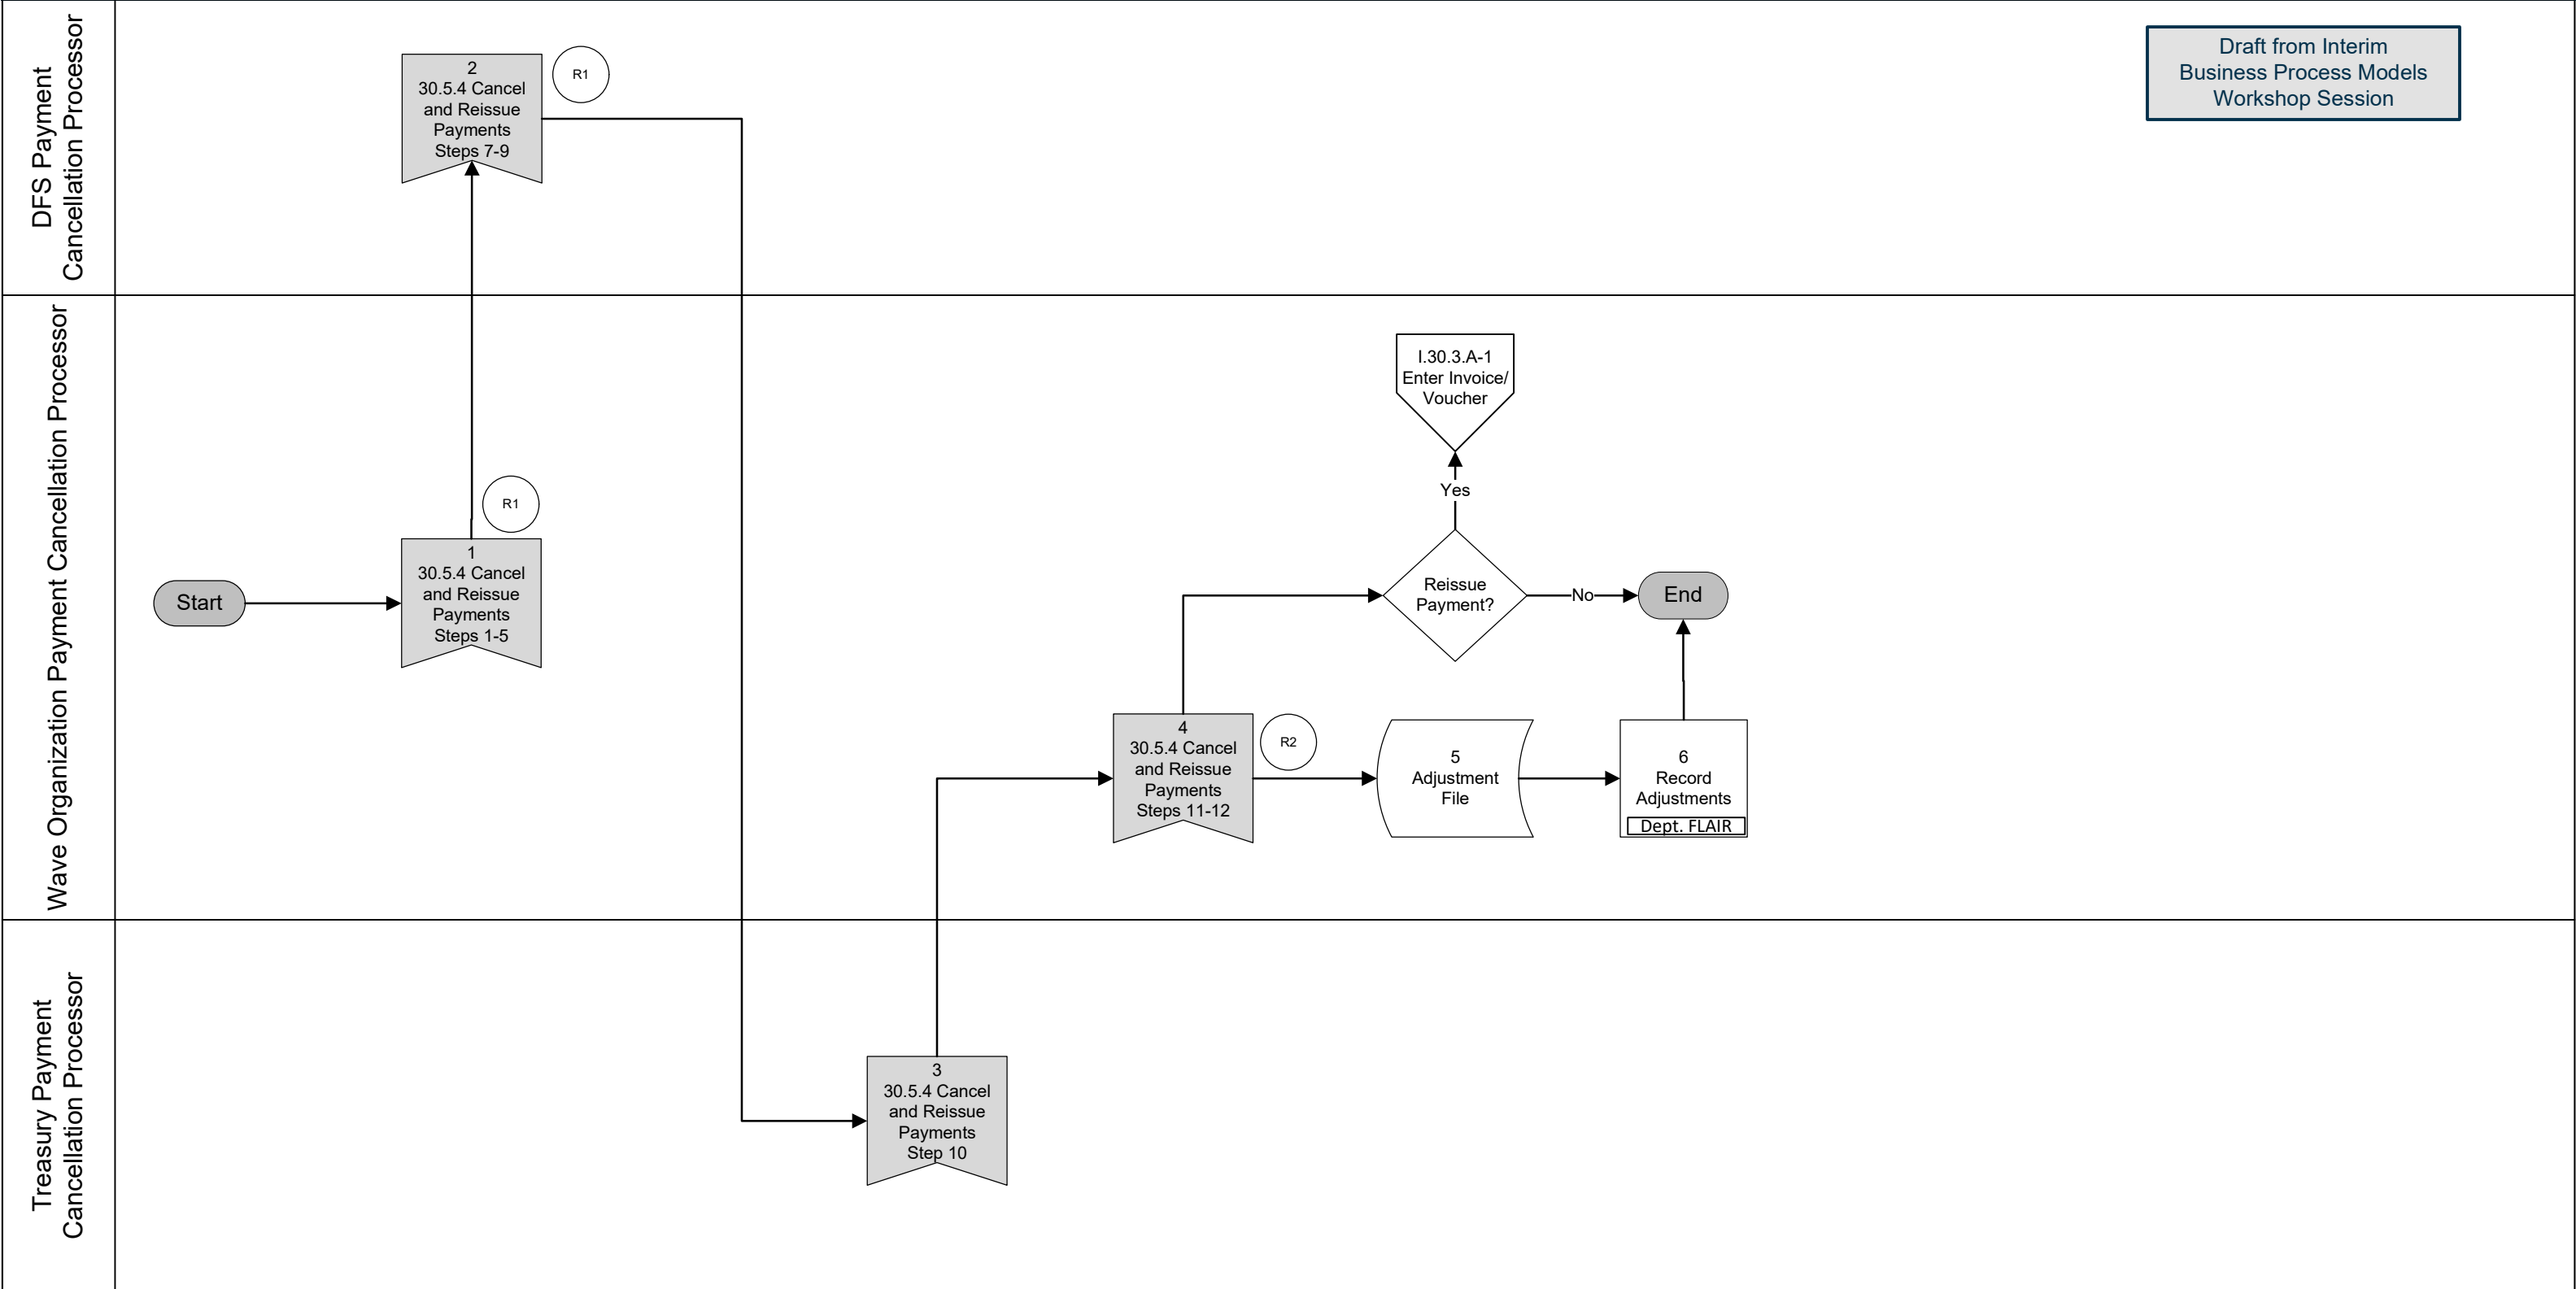 DFS Payment
Cancellation Processor
2
30.5.4 Cancel
and Reissue
Payments
Steps 7-9
R1
Draft from Interim
Business Process Models
Workshop Session
Wave Organization Payment Cancellation Processor
Start
1
30.5.4 Cancel
and Reissue
Payments
Steps 1-5
R1
I.30.3.A-1
Enter Invoice/
Voucher
Yes
Reissue
Payment?
No
End
4
30.5.4 Cancel
and Reissue
Payments
Steps 11-12
R2
5
Adjustment
File
6
Record
Adjustments
Dept. FLAIR
Treasury Payment
Cancellation Processor
3
30.5.4 Cancel
and Reissue
Payments
Step 10